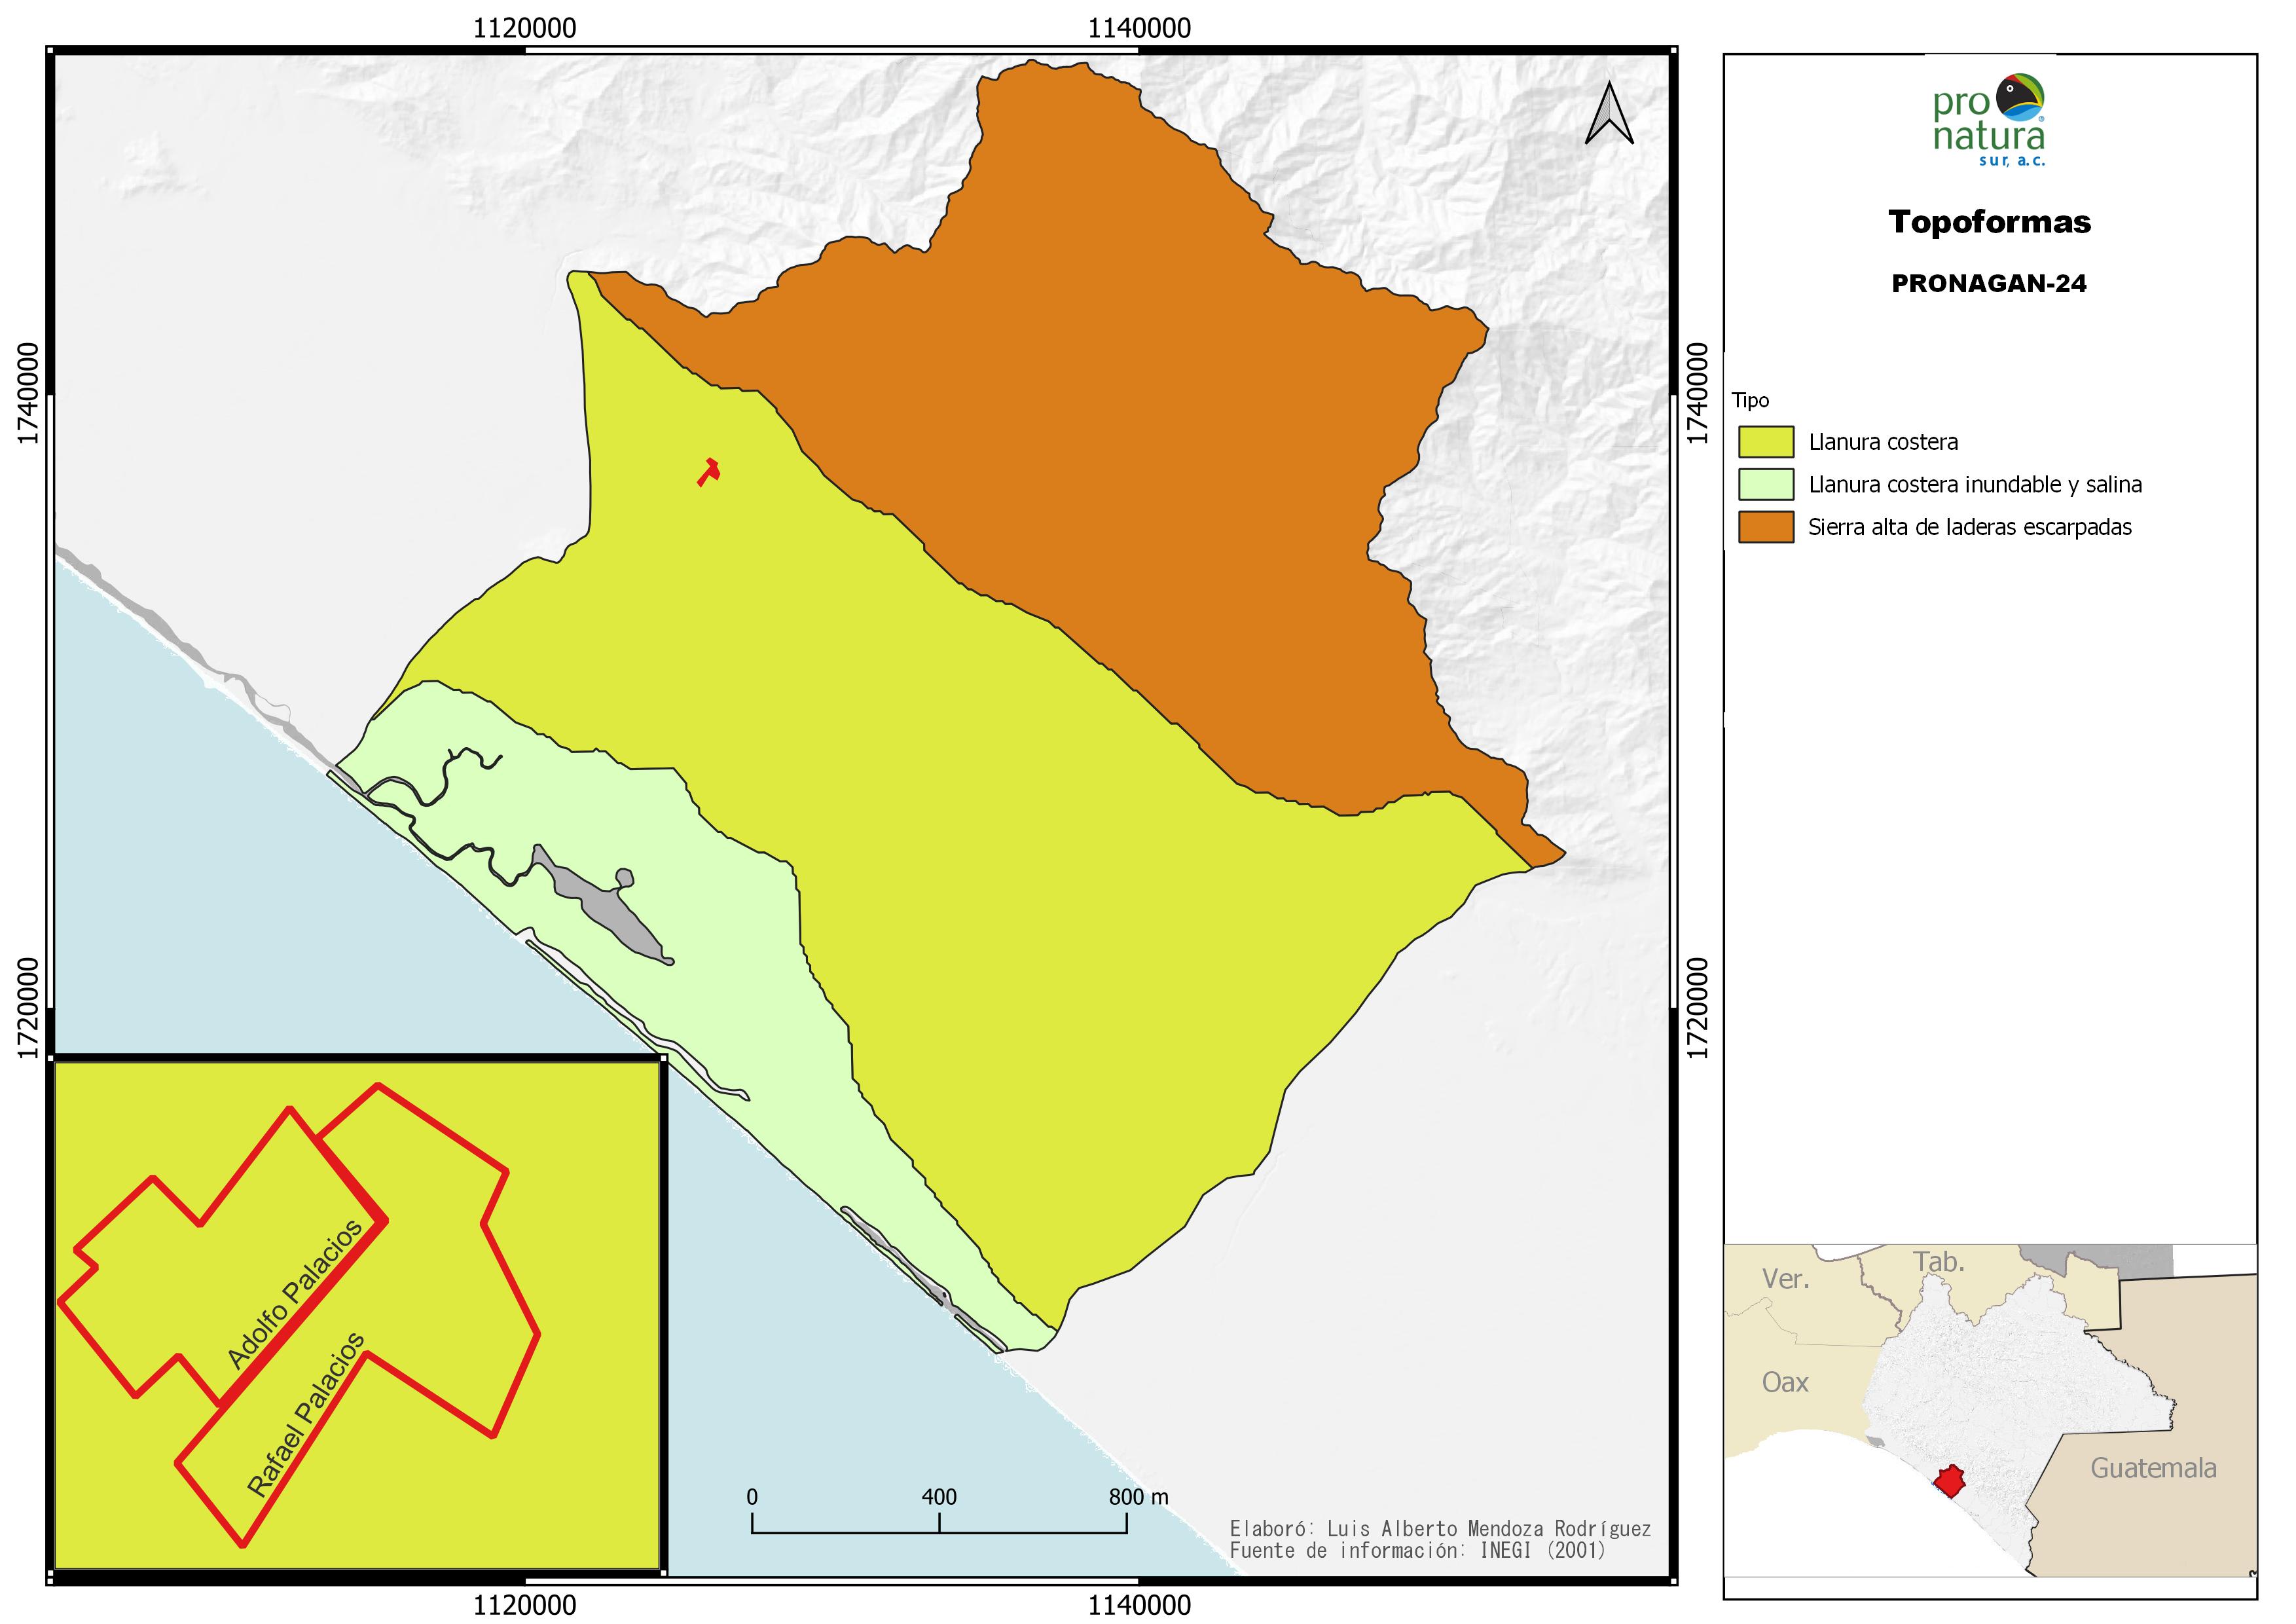 1120000 1140000
1740000
1740000
1720000
1720000
1120000 1140000
Adolfo Palacios
Rafael Palacios
0 400 800 m
Elaboró: Luis Alberto Mendoza Rodríguez
Fuente de información: INEGI (2001)
pro
natura®
sur, a.c.
Topoformas
PRONAGAN-24
Tipo
Llanura costera
Llanura costera inundable y salina
Sierra alta de laderas escarpadas
Ver.
Tab.
Oax
Guatemala